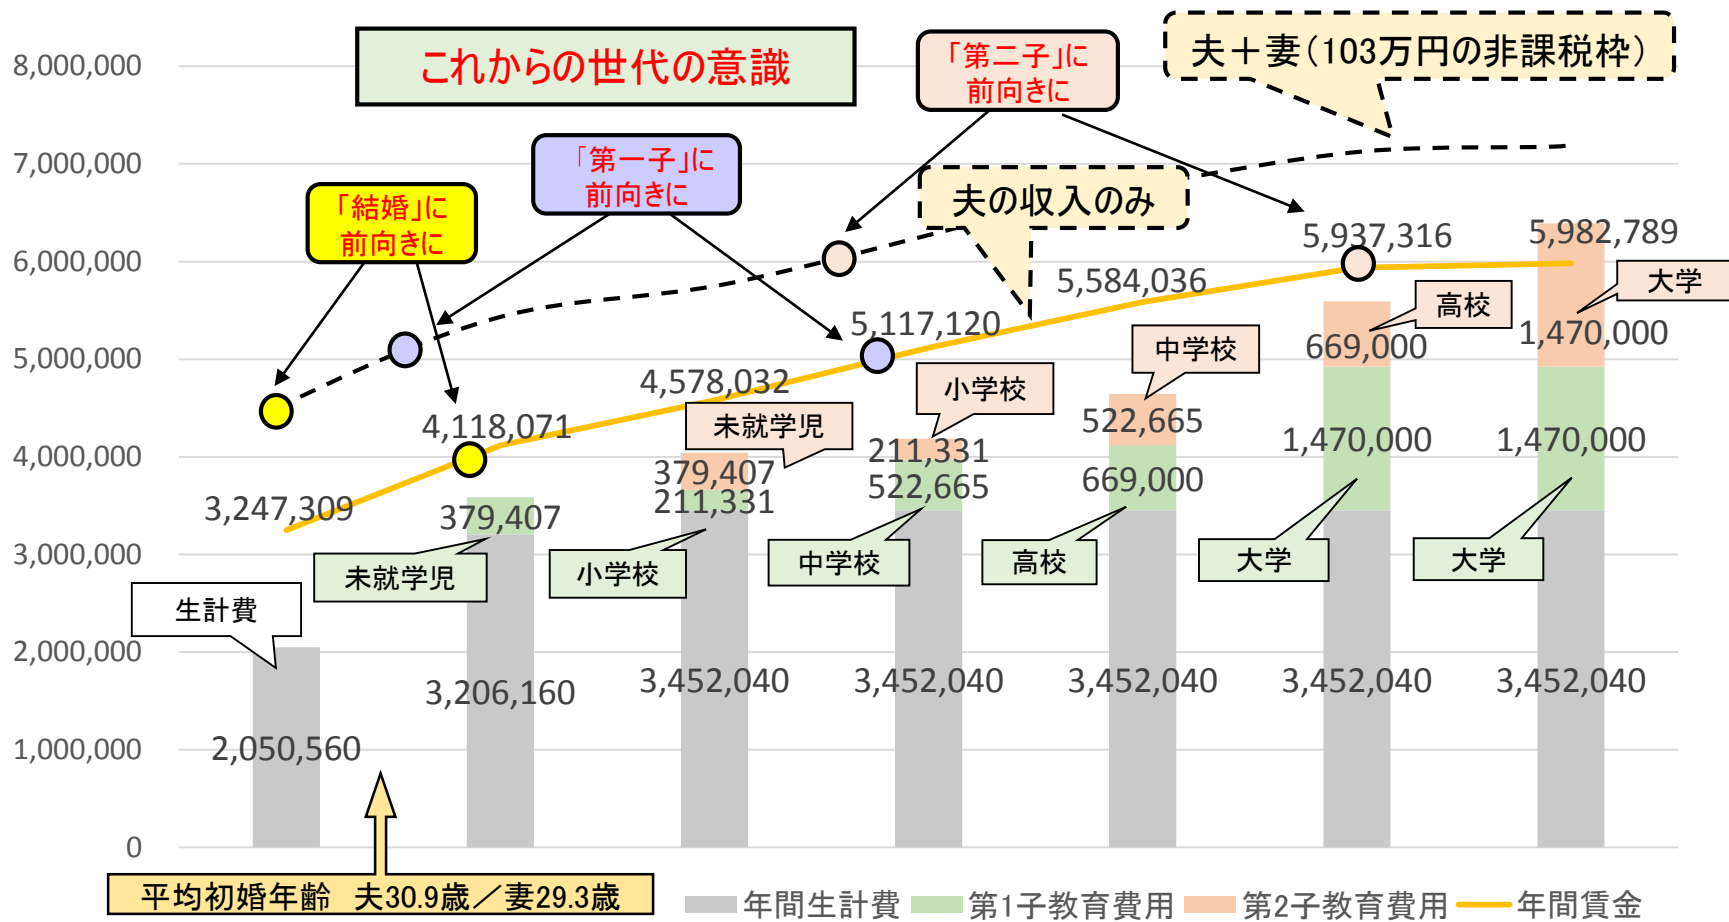 これからの世代の意識
「第二子」に
前向きに
夫＋妻（103万円の非課税枠）
「第一子」に
前向きに
「結婚」に
前向きに
夫の収入のみ
8,000,000
7,000,000
6,000,000
5,000,000
4,000,000
3,000,000
2,000,000
1,000,000
0
3,247,309
4,118,071
4,578,032
5,117,120
5,584,036
5,937,316
5,982,789
大学
高校
1,470,000
669,000
中学校
小学校
未就学児
522,665
211,331
379,407
379,407
211,331
522,665
669,000
1,470,000
1,470,000
未就学児
小学校
中学校
高校
大学
大学
生計費
2,050,560
3,206,160
3,452,040
3,452,040
3,452,040
3,452,040
3,452,040
平均初婚年齢　夫30.9歳／妻29.3歳
年間生計費
第1子教育費用
第2子教育費用
年間賃金